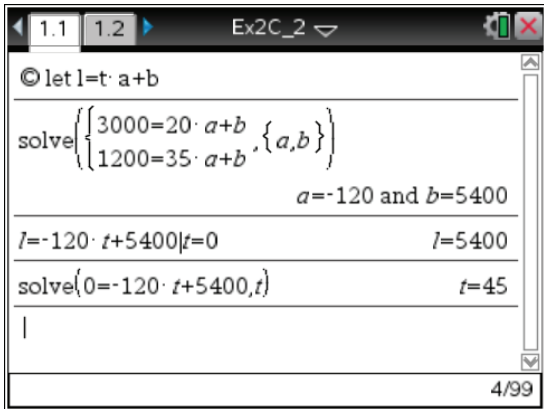 1.1 1.2 Ex2C_2
© let l=t· a+b
solve({3000=20· a+b
1200=35· a+b ,{a,b})
a=-120 and b=5400
l=-120· t+5400|t=0 l=5400
solve(0=-120· t+5400,t) t=45
4/99